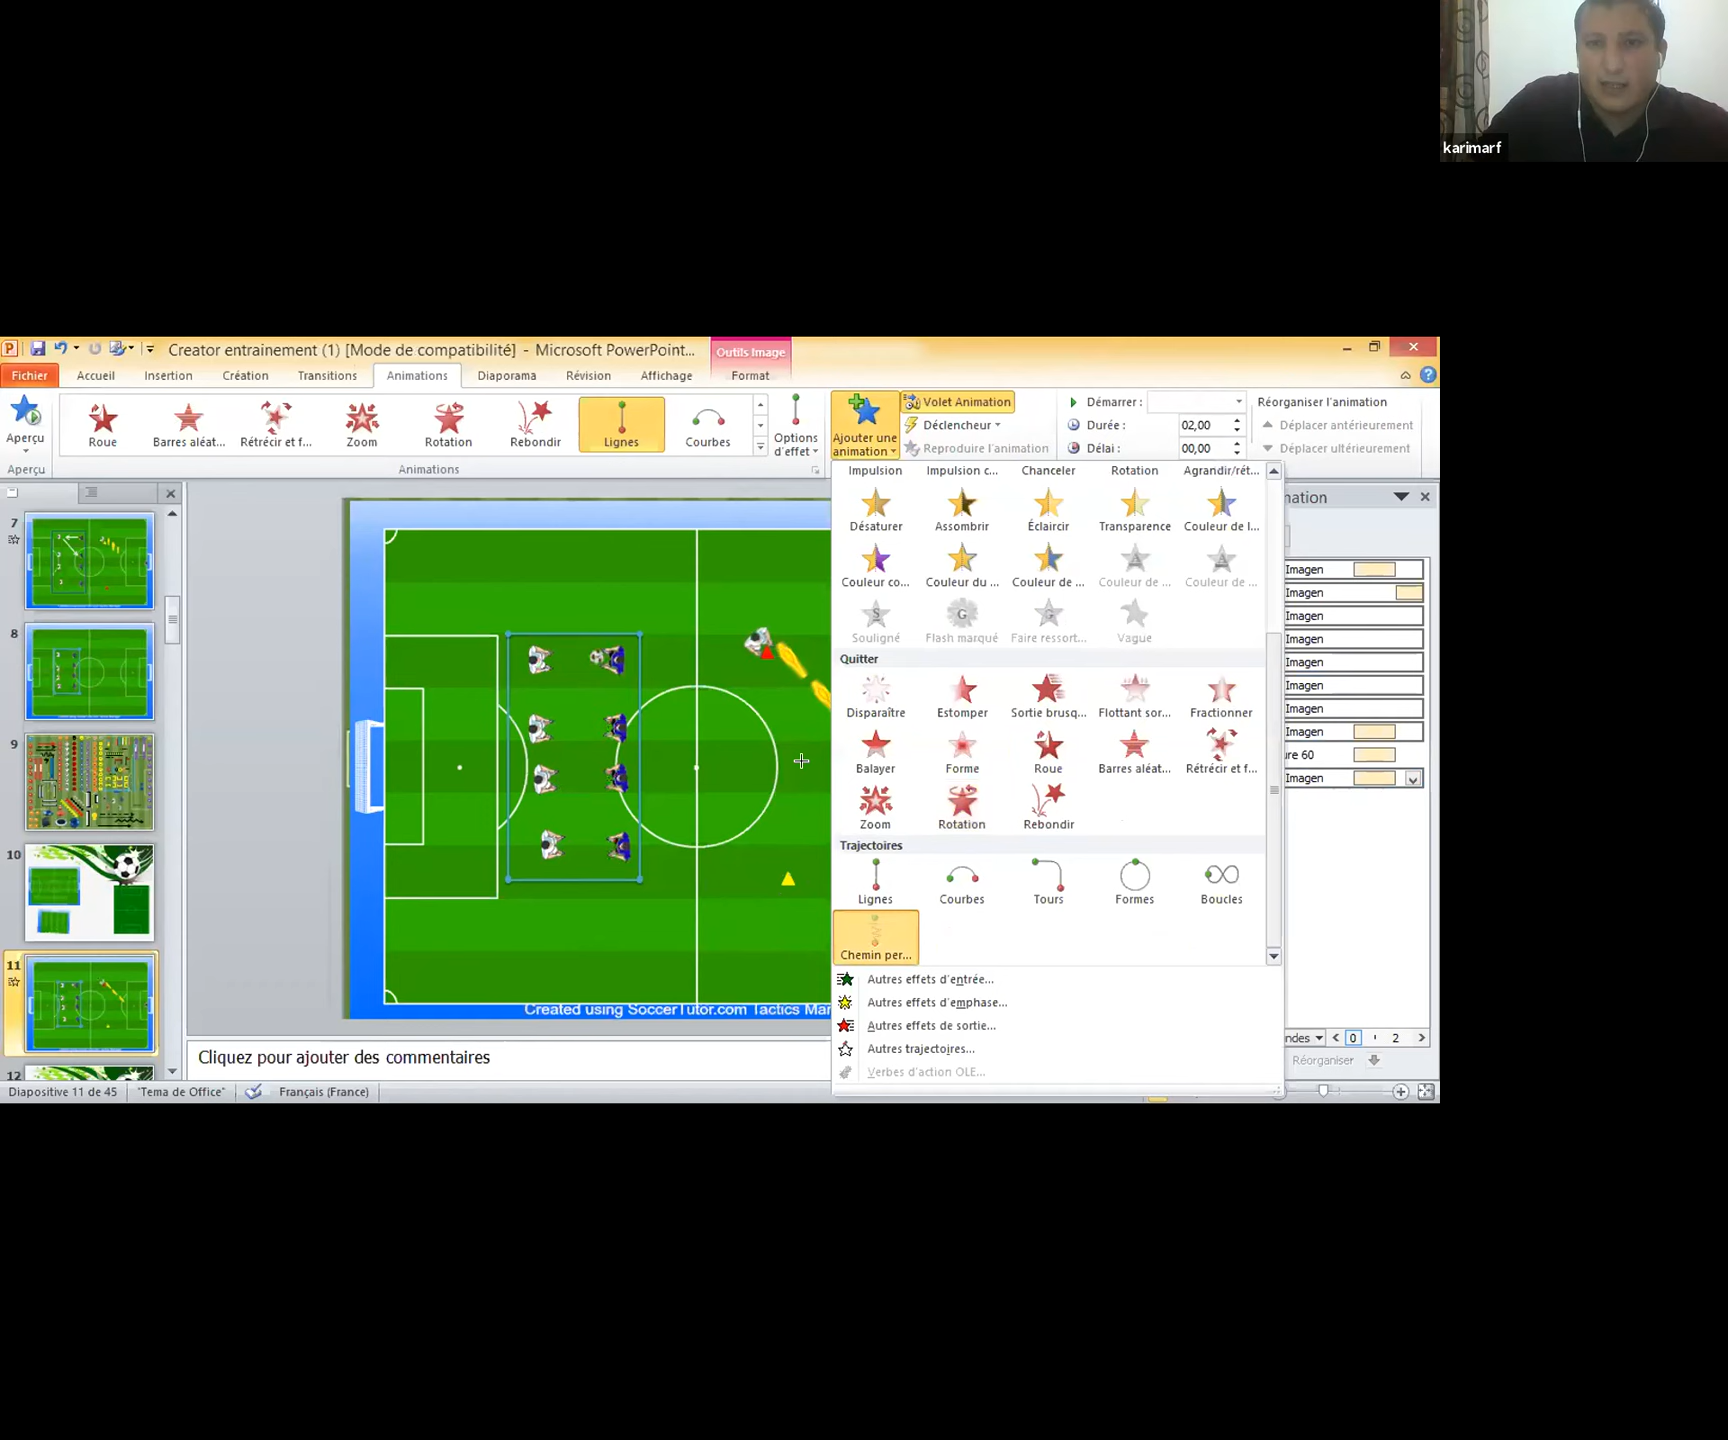 karimarf
Creator entrainement (1) [Mode de compatibilité] - Microsoft PowerPoint...
Outils Image
Fichier Accueil Insertion Création Transitions Animations Diaporama Révision Affichage Format
Aperçu
Roue Barres aléat... Rétrécir et f... Zoom Rotation Rebondir Lignes Courbes
Options d'effet
Ajouter une animation
Volet Animation
Déclencheur
Reproduire l'animation
Démarrer :
Durée : 02,00
Délai : 00,00
Réorganiser l'animation
Déplacer antérieurement
Déplacer ultérieurement
Aperçu Animations
Impulsion Impulsion c... Chanceler Rotation Agrandir/rét...
Désaturer Assombrir Éclaircir Transparence Couleur de l...
Couleur co... Couleur du ... Couleur de ... Couleur de ... Couleur de ...
Souligné Flash marqué Faire ressort... Vague
Quitter
Disparaître Estomper Sortie brusq... Flottant sor... Fractionner
Balayer Forme Roue Barres aléat... Rétrécir et f...
Zoom Rotation Rebondir
Trajectoires
Lignes Courbes Tours Formes Boucles
Chemin per...
Autres effets d'entrée...
Autres effets d'emphase...
Autres effets de sortie...
Autres trajectoires...
Verbes d'action OLE...
mation
Imagen
Imagen
Imagen
Imagen
Imagen
Imagen
Imagen
Imagen
ure 60
Imagen
ndes 0 2
Réorganiser
7
8
9
10
11
12
Created using SoccerTutor.com Tactics Mar
Cliquez pour ajouter des commentaires
Diapositive 11 de 45 "Tema de Office" Français (France)